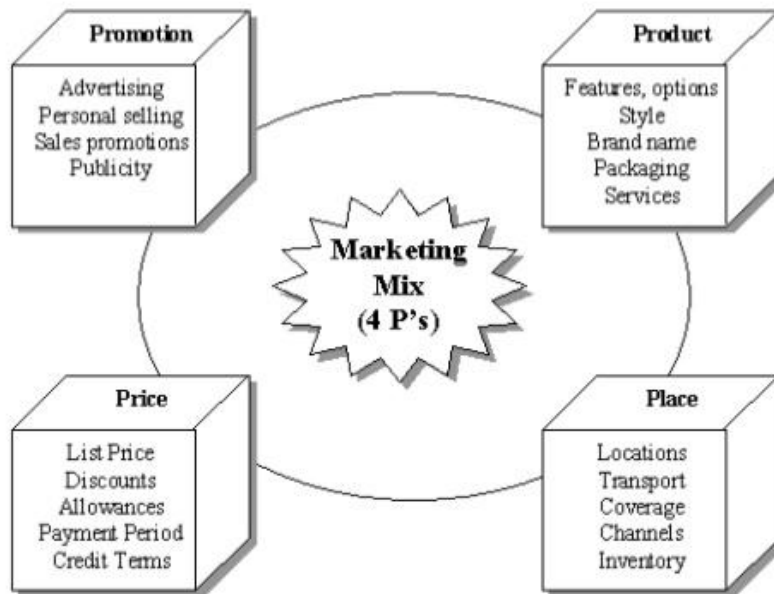 Promotion
Advertising
Personal selling
Sales promotions
Publicity
Product
Features, options
Style
Brand name
Packaging
Services
Marketing
Mix
(4 P's)
Price
List Price
Discounts
Allowances
Payment Period
Credit Terms
Place
Locations
Transport
Coverage
Channels
Inventory